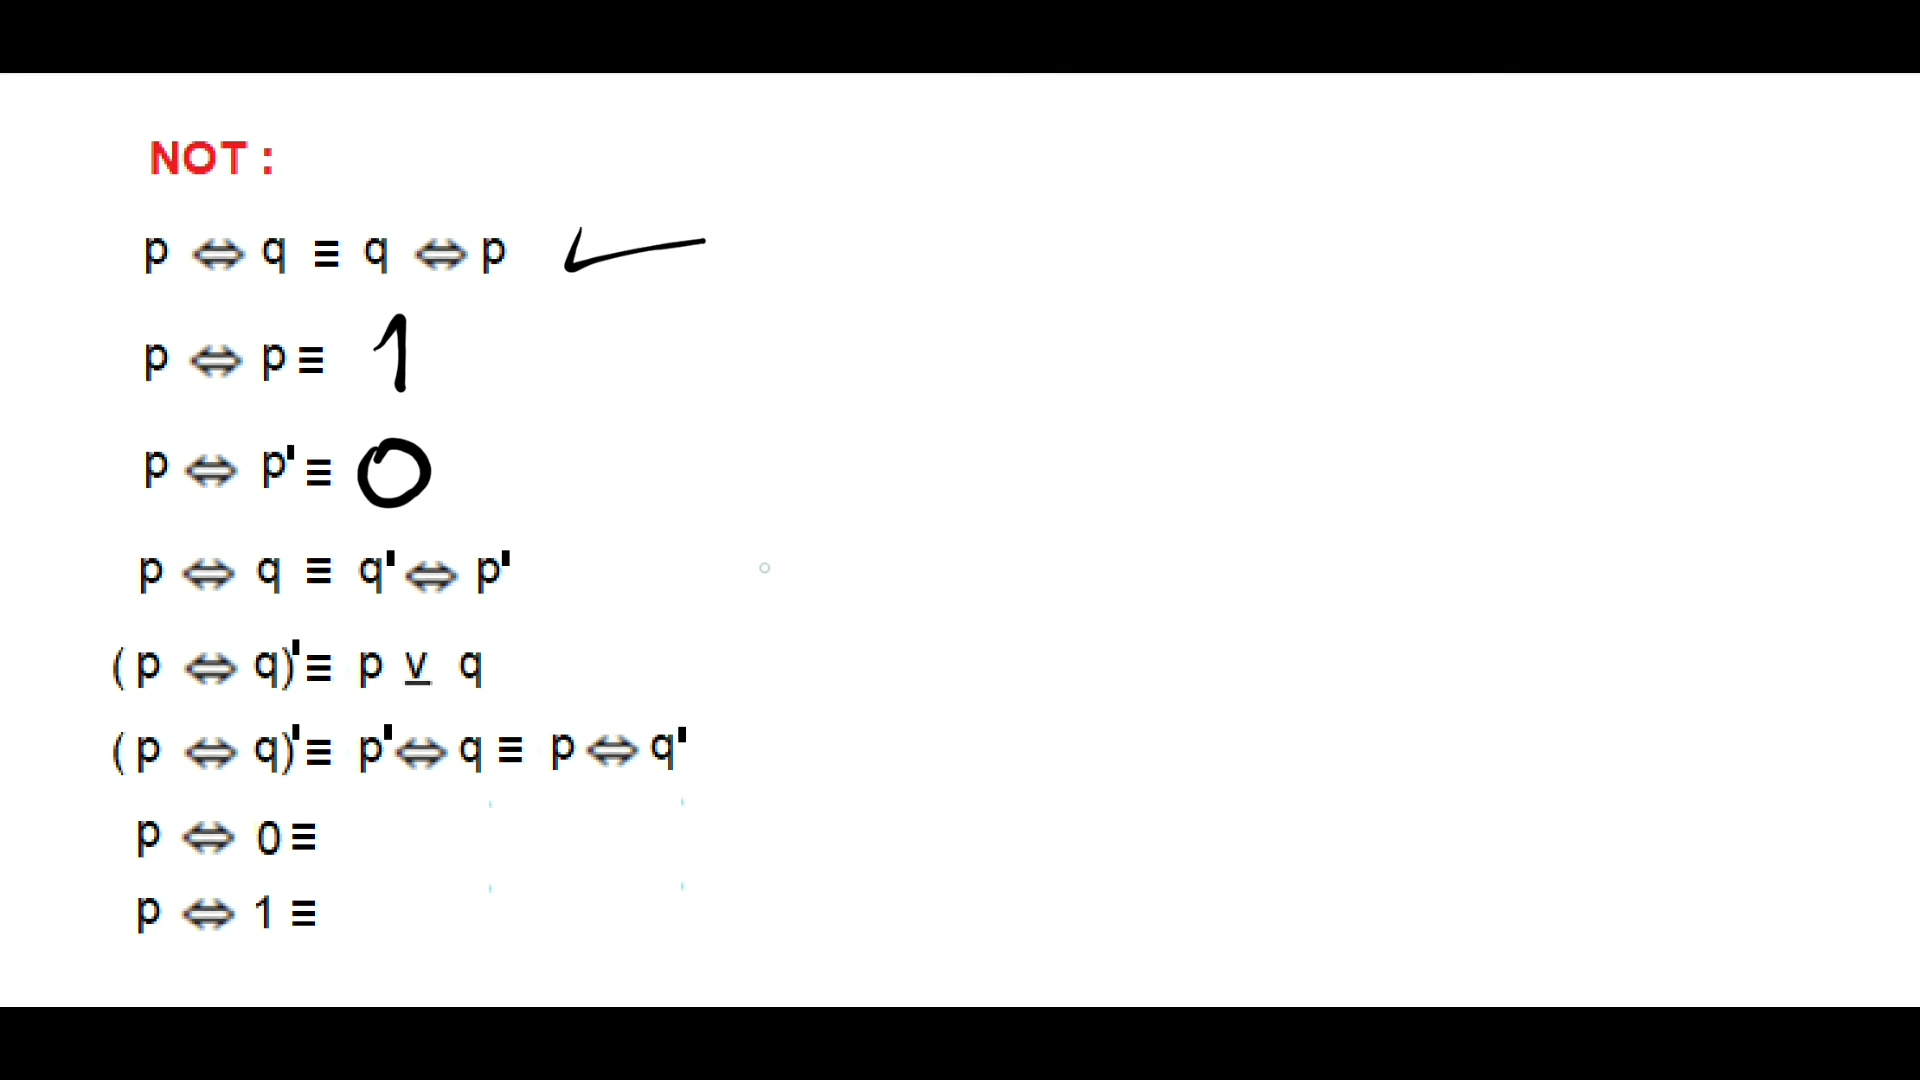 NOT :
p ⇔ q ≡ q ⇔ p ✓
p ⇔ p ≡ 1
p ⇔ p' ≡ 0
p ⇔ q ≡ q' ⇔ p'
( p ⇔ q)' ≡ p ⊻ q
( p ⇔ q)' ≡ p' ⇔ q ≡ p ⇔ q'
p ⇔ 0 ≡
p ⇔ 1 ≡